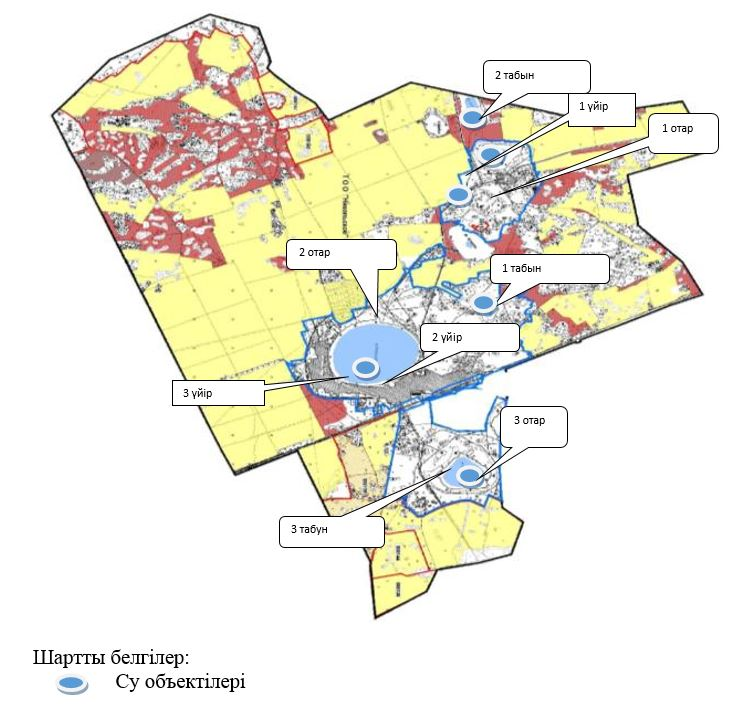 2 табын
1 үйір
1 отар
2 отар
1 табын
2 үйір
3 үйір
3 отар
3 табун
Шартты белгілер:
Су объектілері